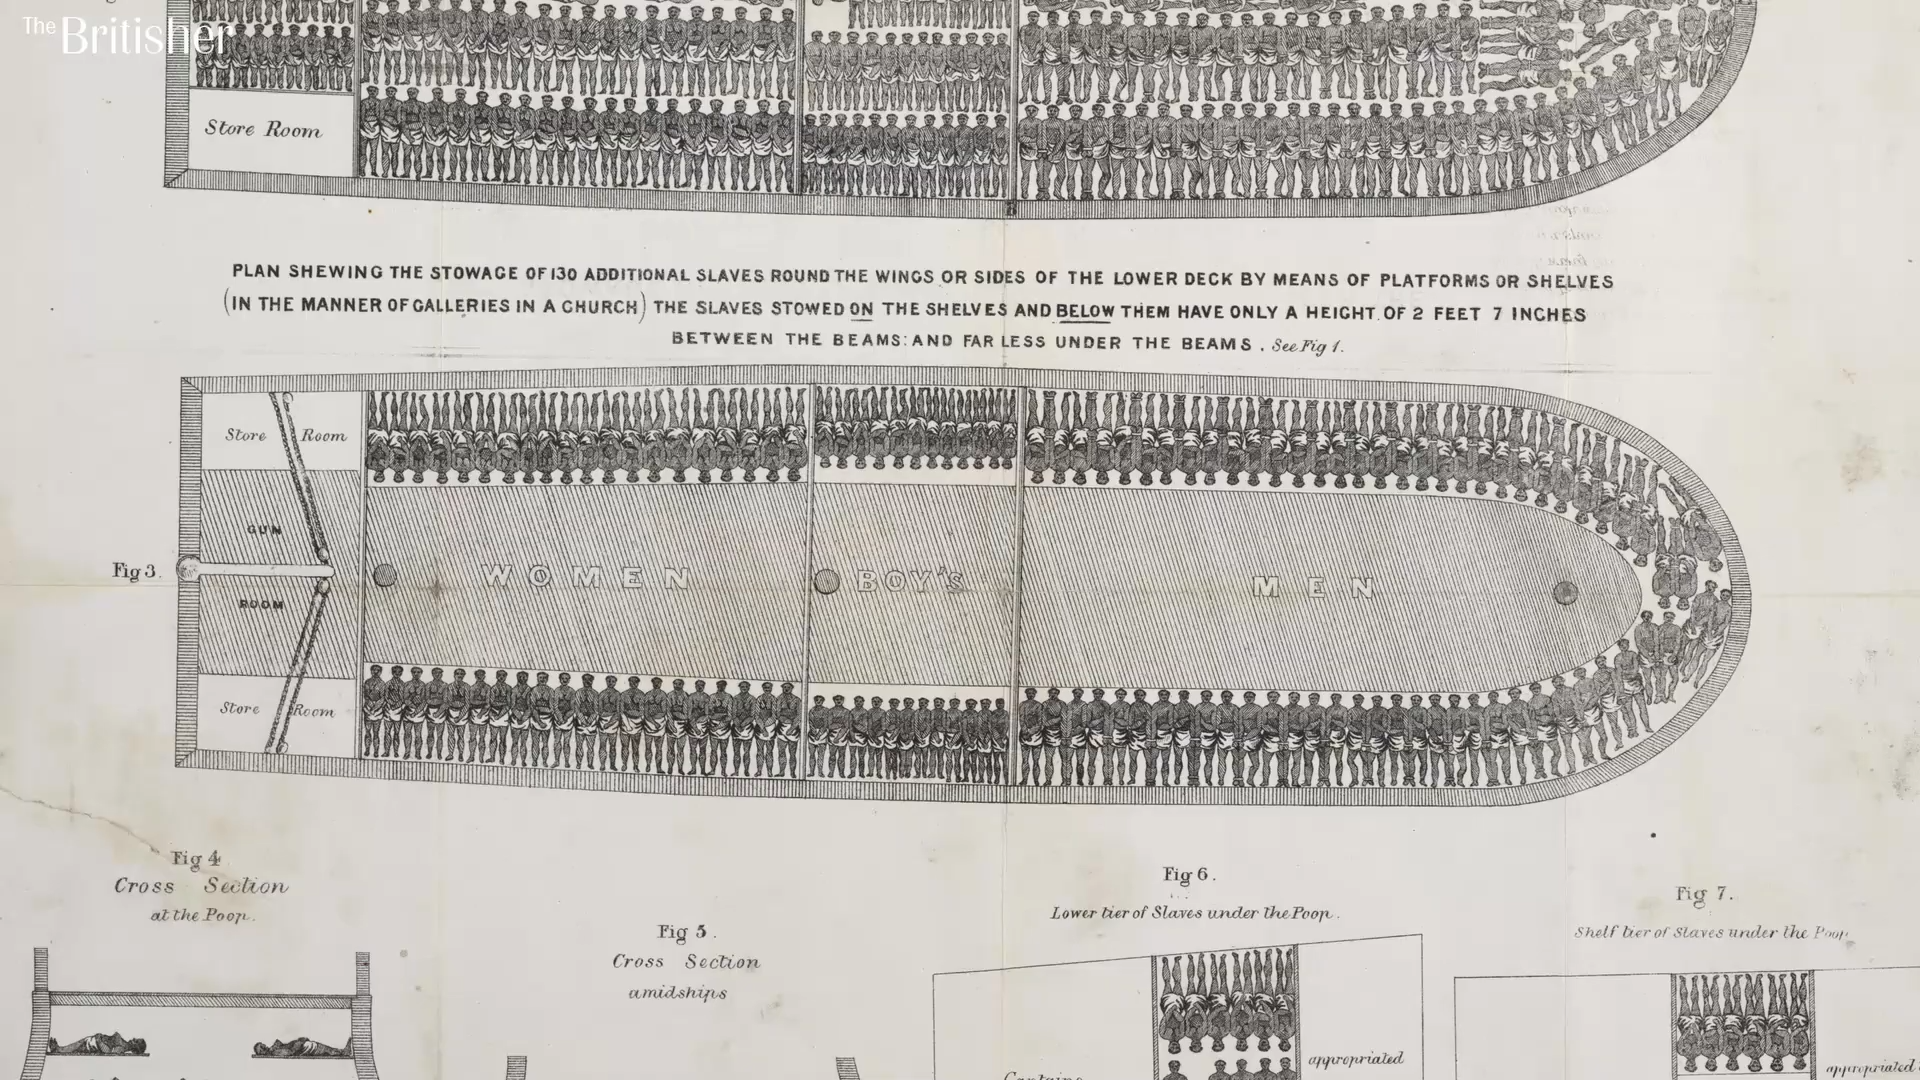 The Britisher
Store Room
PLAN SHEWING THE STOWAGE OF 130 ADDITIONAL SLAVES ROUND THE WINGS OR SIDES OF THE LOWER DECK BY MEANS OF PLATFORMS OR SHELVES
(IN THE MANNER OF GALLERIES IN A CHURCH) THE SLAVES STOWED ON THE SHELVES AND BELOW THEM HAVE ONLY A HEIGHT OF 2 FEET 7 INCHES
BETWEEN THE BEAMS: AND FAR LESS UNDER THE BEAMS. See Fig 1.
Store Room
GUN
Fig 3.
WOMEN
BOY'S
MEN
ROOM
Store Room
Fig 4
Cross Section
at the Poop.
Fig 5.
Cross Section
amidships
Fig 6.
Lower tier of Slaves under the Poop.
Fig 7.
Shelf tier of Slaves under the Poop
appropriated
appropriated